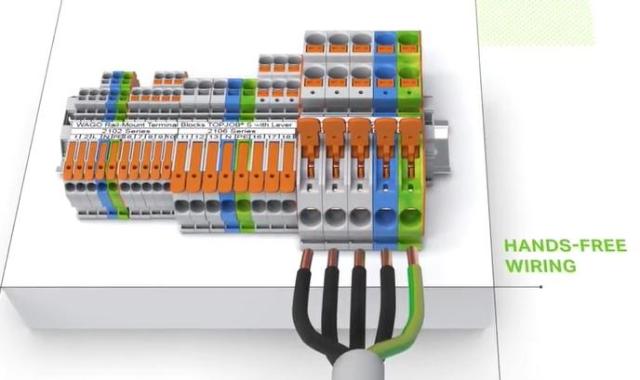 WAGO Rail-Mount Terminal Blocks TOPJOB® S with Lever
2102 Series
2106 Series
HANDS-FREE
WIRING